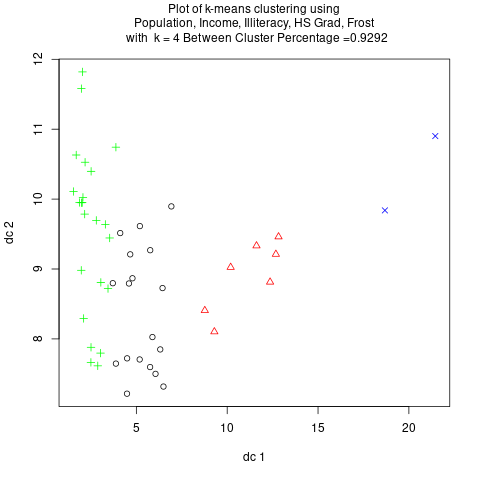 Plot of k-means clustering using
Population, Income, Illiteracy, HS Grad, Frost
with k = 4 Between Cluster Percentage =0.9292
12
11
10
9
8
dc 2
5 10 15 20
dc 1